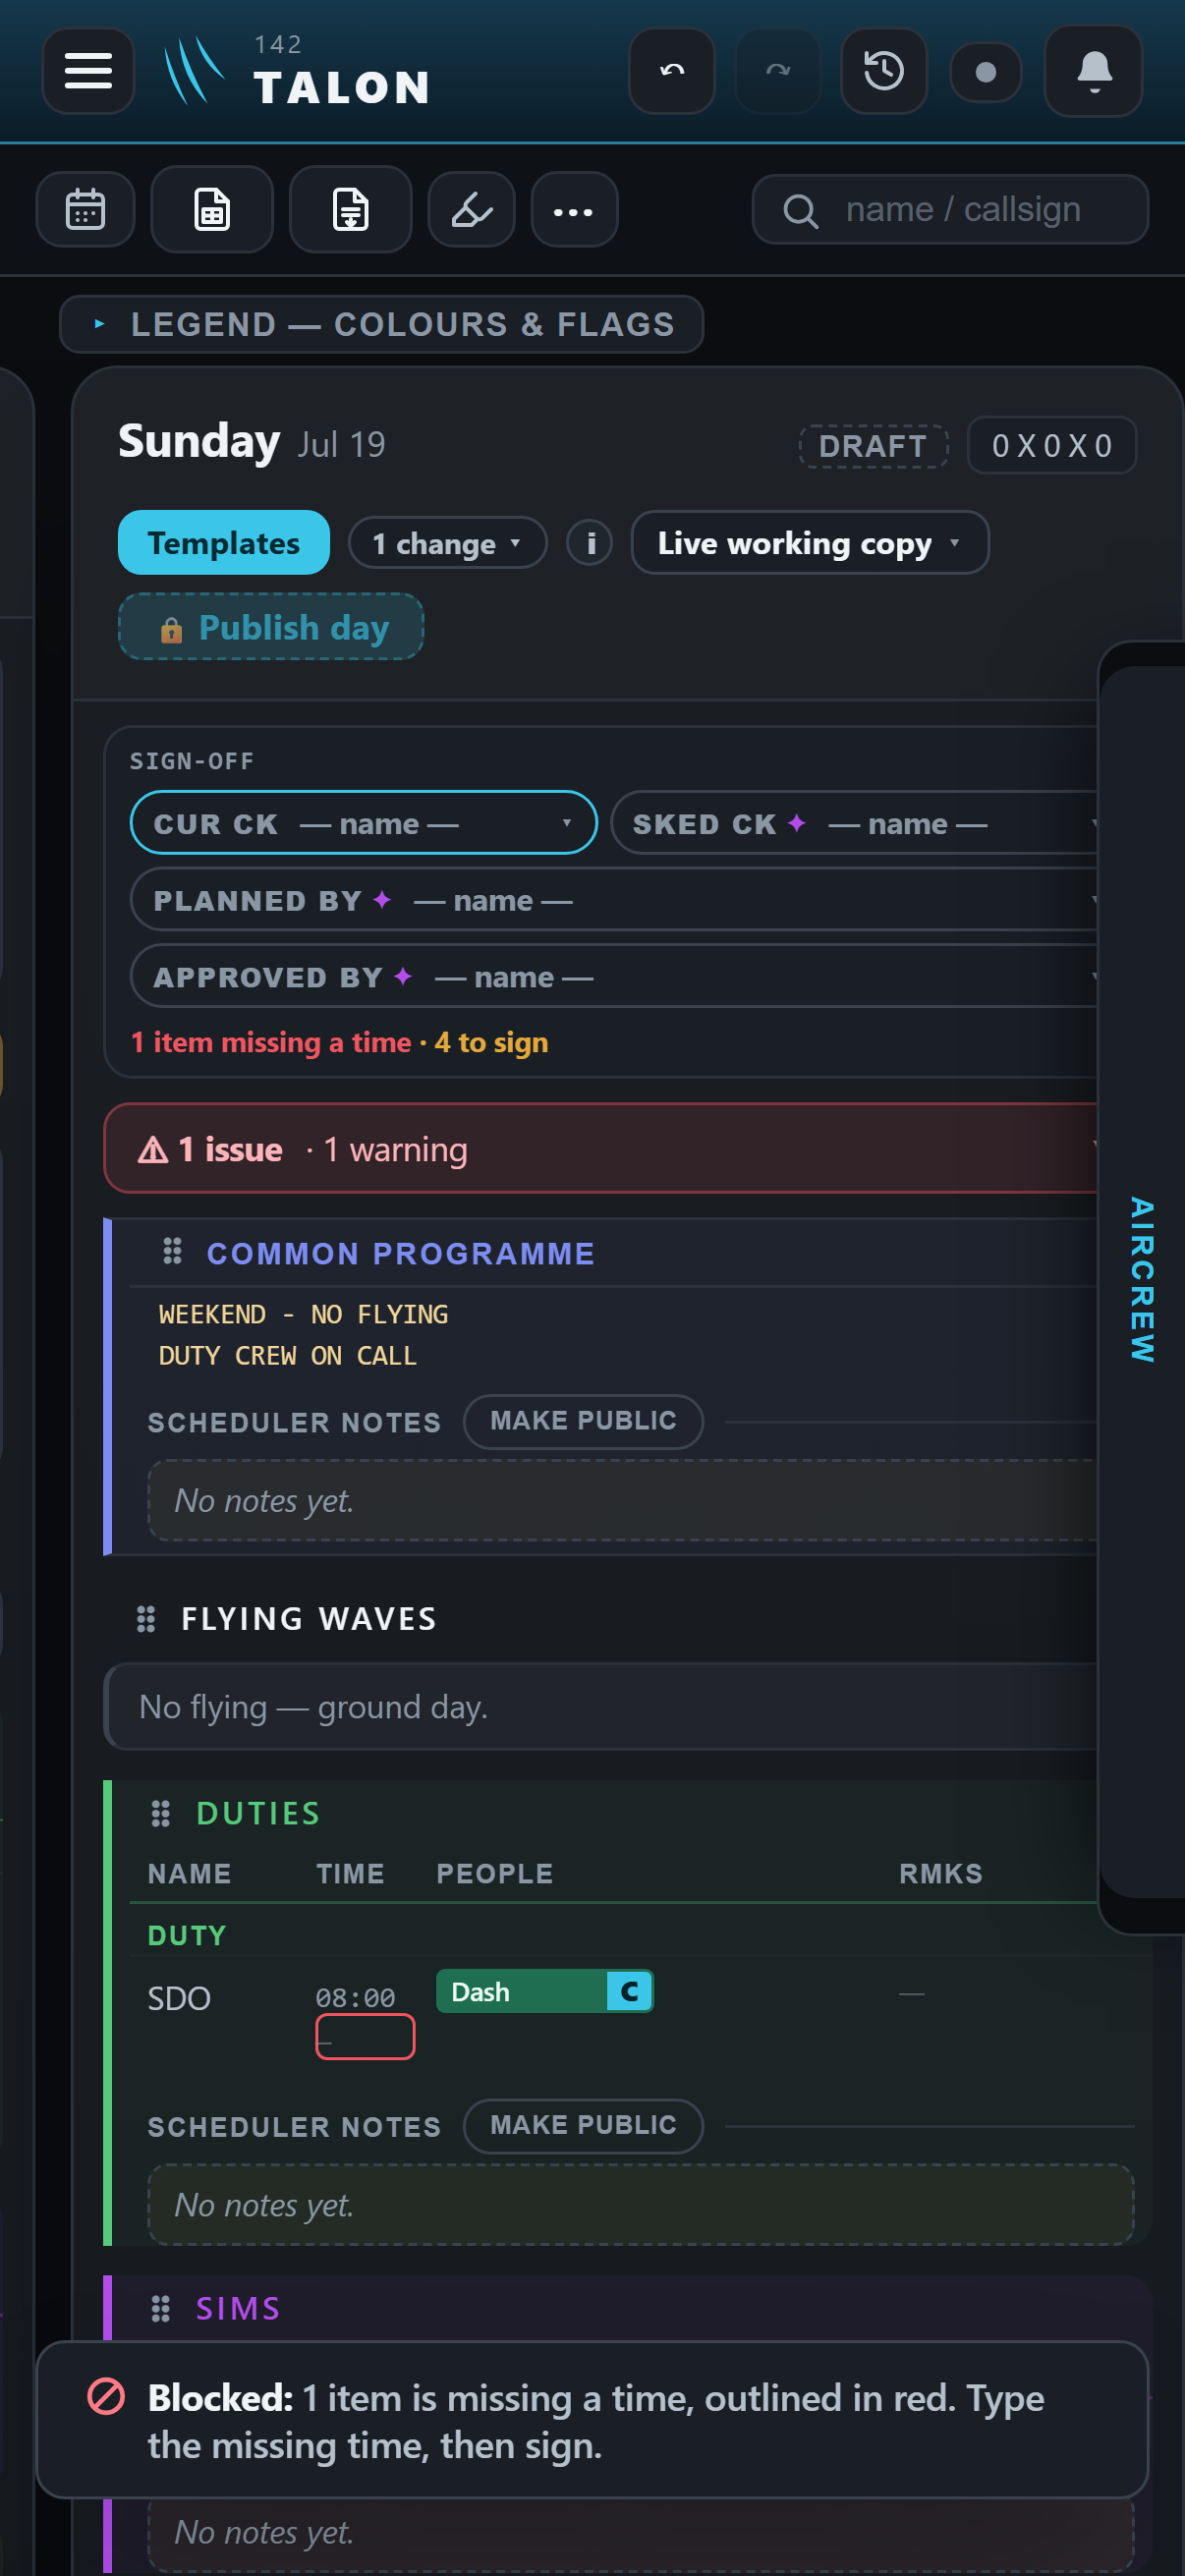 142
TALON
name / callsign
LEGEND — COLOURS & FLAGS
Sunday Jul 19
DRAFT
0 X 0 X 0
Templates
1 change
i
Live working copy
Publish day
SIGN-OFF
CUR CK — name —
SKED CK — name —
PLANNED BY — name —
APPROVED BY — name —
1 item missing a time · 4 to sign
1 issue · 1 warning
AIRCREW
COMMON PROGRAMME
WEEKEND - NO FLYING
DUTY CREW ON CALL
SCHEDULER NOTES MAKE PUBLIC
No notes yet.
FLYING WAVES
No flying — ground day.
DUTIES
NAME TIME PEOPLE RMKS
DUTY
SDO 08:00 Dash C —
—
SCHEDULER NOTES MAKE PUBLIC
No notes yet.
SIMS
Blocked: 1 item is missing a time, outlined in red. Type
the missing time, then sign.
No notes yet.